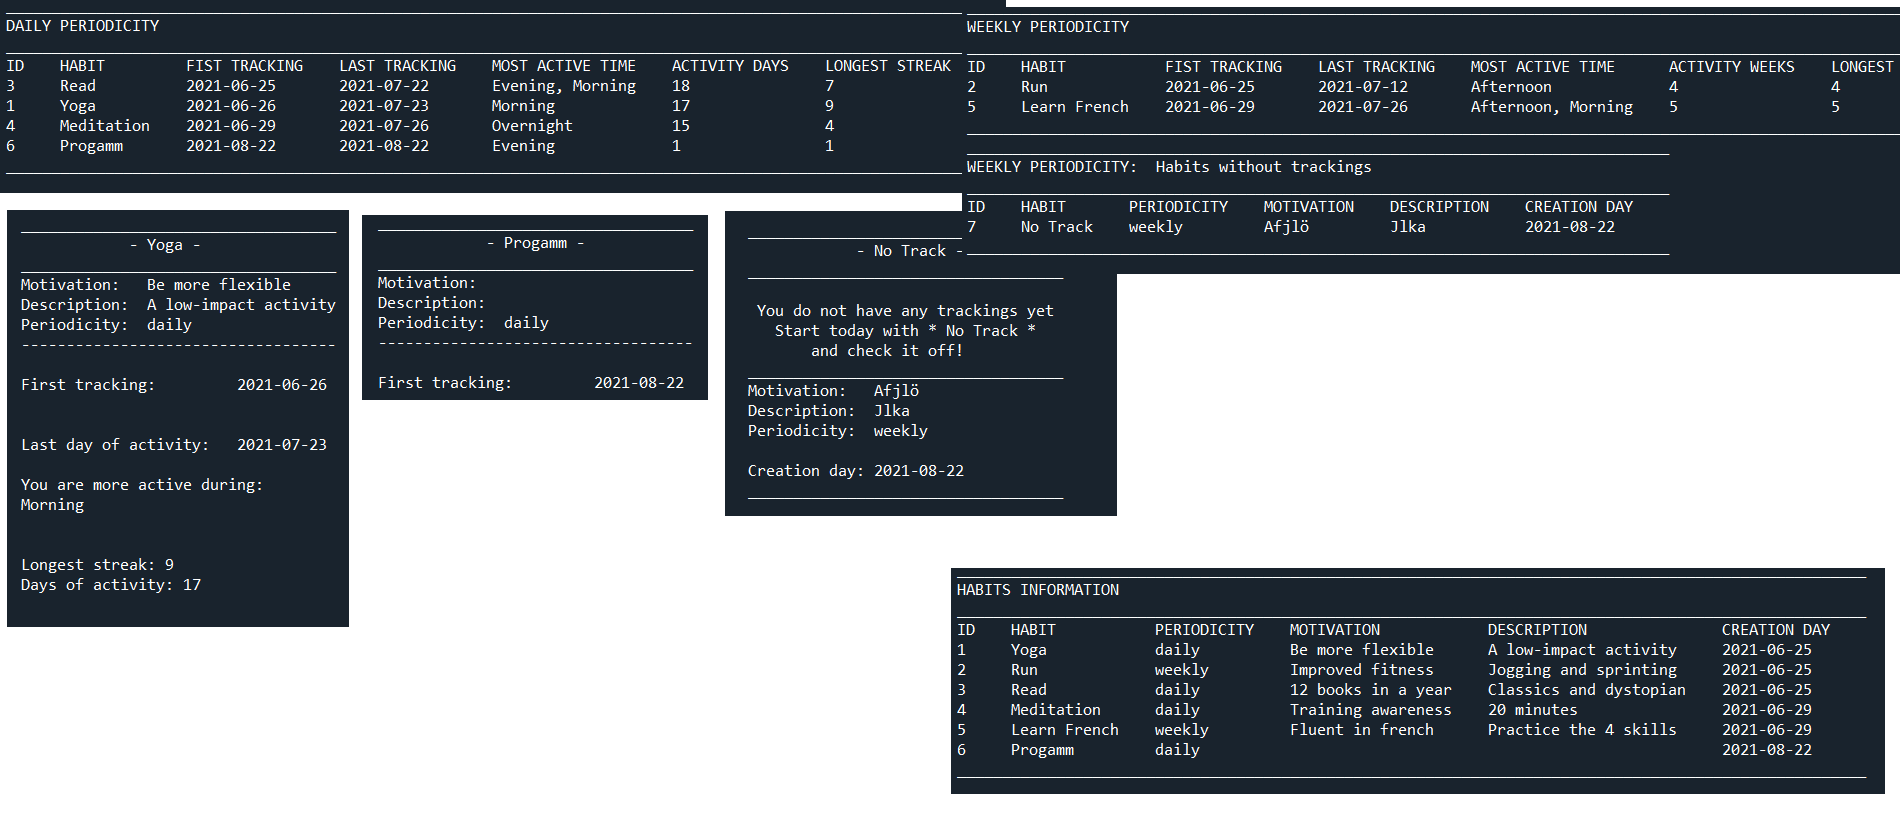 DAILY PERIODICITY
ID HABIT FIST TRACKING LAST TRACKING MOST ACTIVE TIME ACTIVITY DAYS LONGEST STREAK
3 Read 2021-06-25 2021-07-22 Evening, Morning 18 7
1 Yoga 2021-06-26 2021-07-23 Morning 17 9
4 Meditation 2021-06-29 2021-07-26 Overnight 15 4
6 Progamm 2021-08-22 2021-08-22 Evening 1 1
WEEKLY PERIODICITY
ID HABIT FIST TRACKING LAST TRACKING MOST ACTIVE TIME ACTIVITY WEEKS LONGEST
2 Run 2021-06-25 2021-07-12 Afternoon 4 4
5 Learn French 2021-06-29 2021-07-26 Afternoon, Morning 5 5
WEEKLY PERIODICITY: Habits without trackings
ID HABIT PERIODICITY MOTIVATION DESCRIPTION CREATION DAY
7 No Track weekly Afjlö Jlka 2021-08-22
- Yoga -
Motivation: Be more flexible
Description: A low-impact activity
Periodicity: daily
-----------------------------------
First tracking: 2021-06-26
Last day of activity: 2021-07-23
You are more active during:
Morning
Longest streak: 9
Days of activity: 17
- Progamm -
Motivation:
Description:
Periodicity: daily
-----------------------------------
First tracking: 2021-08-22
- No Track -
You do not have any trackings yet
Start today with * No Track *
and check it off!
Motivation: Afjlö
Description: Jlka
Periodicity: weekly
Creation day: 2021-08-22
HABITS INFORMATION
ID HABIT PERIODICITY MOTIVATION DESCRIPTION CREATION DAY
1 Yoga daily Be more flexible A low-impact activity 2021-06-25
2 Run weekly Improved fitness Jogging and sprinting 2021-06-25
3 Read daily 12 books in a year Classics and dystopian 2021-06-25
4 Meditation daily Training awareness 20 minutes 2021-06-29
5 Learn French weekly Fluent in french Practice the 4 skills 2021-06-29
6 Progamm daily 2021-08-22